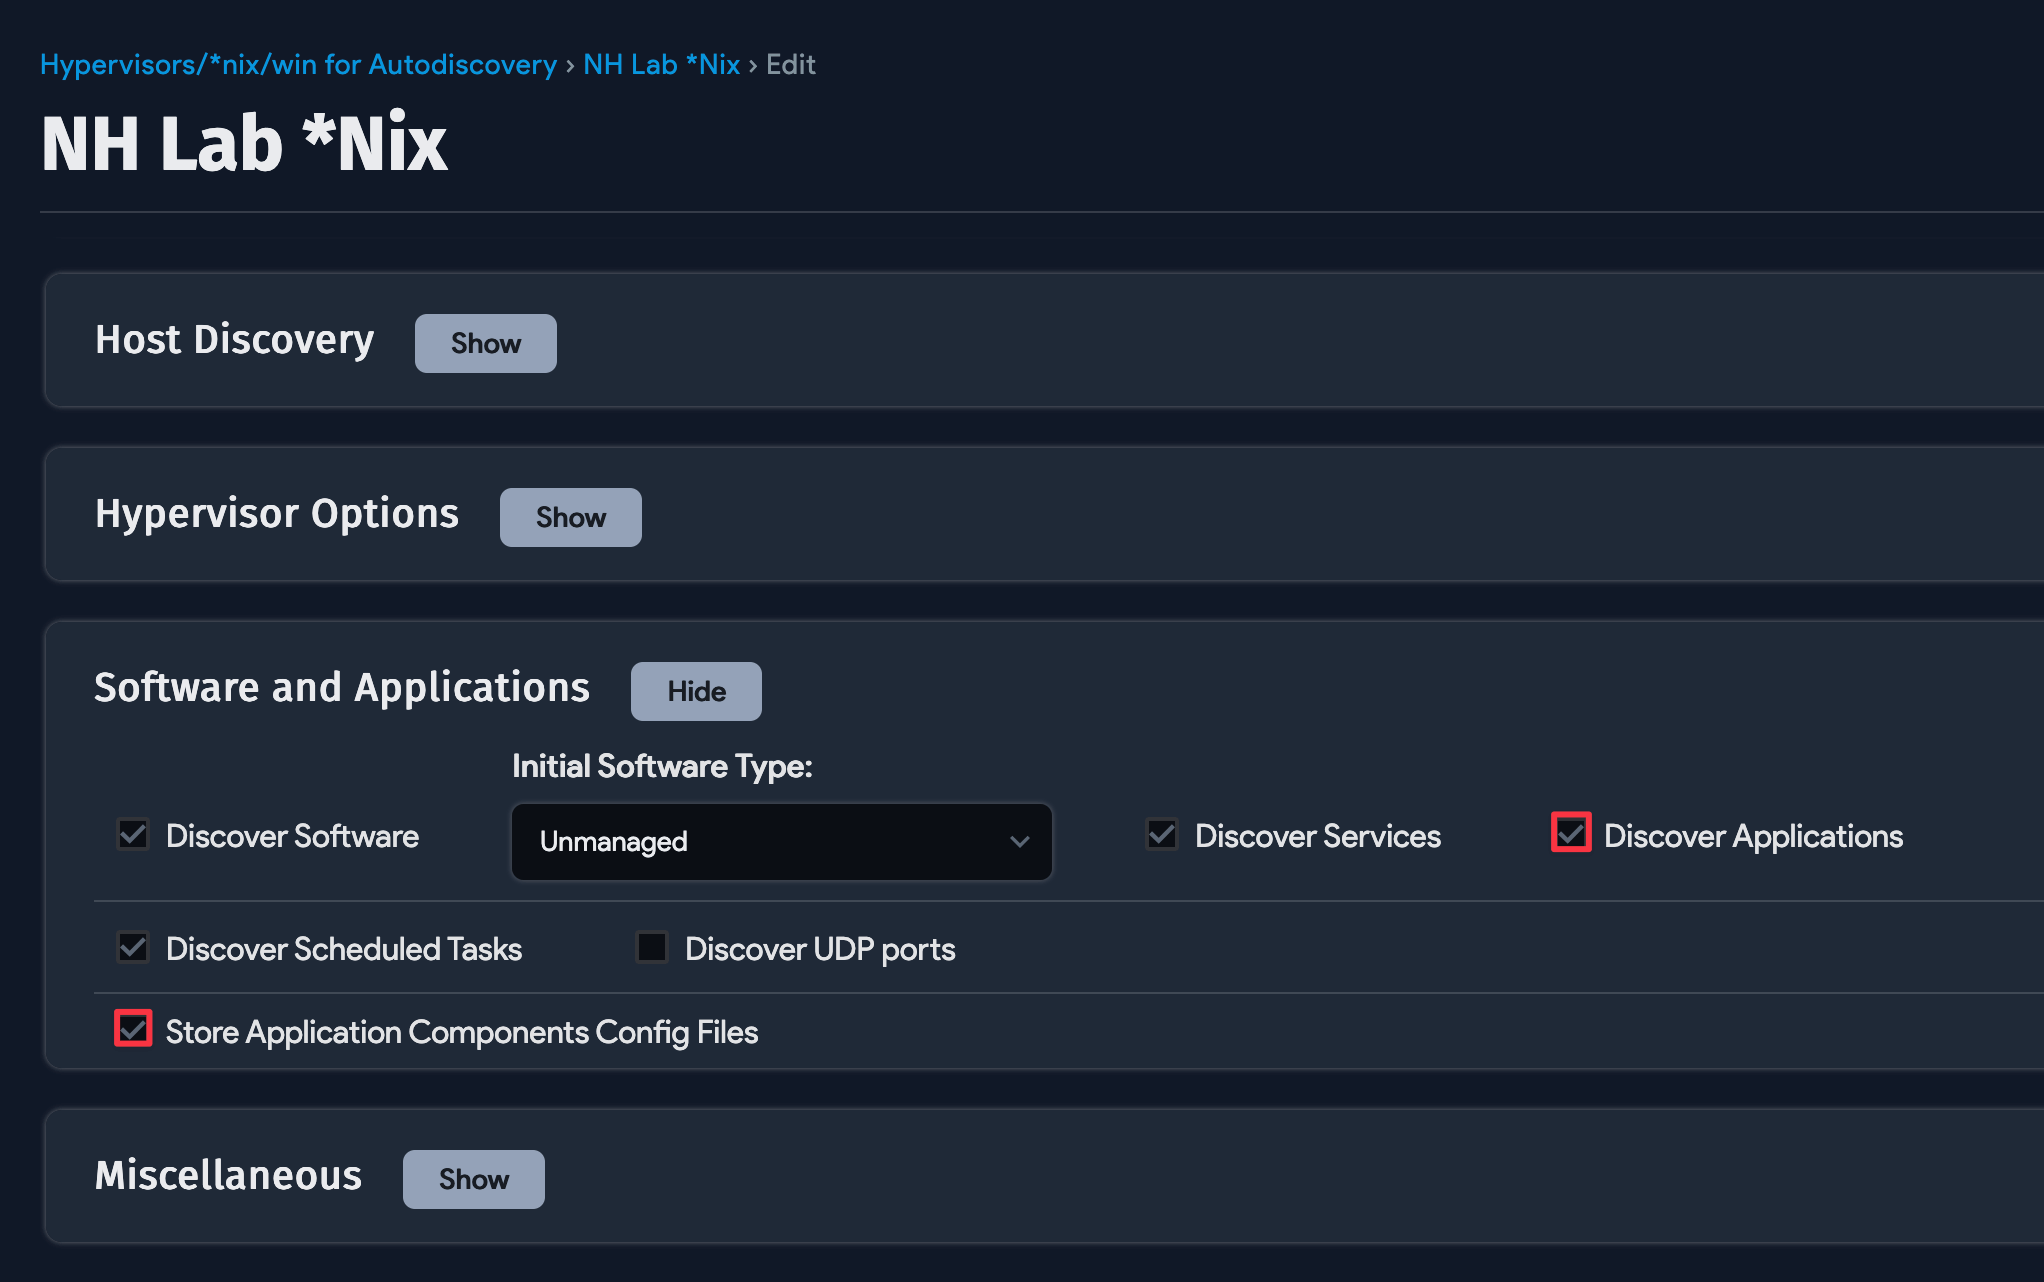 Hypervisors/*nix/win for Autodiscovery › NH Lab *Nix › Edit
NH Lab *Nix
Host Discovery Show
Hypervisor Options Show
Software and Applications Hide
Initial Software Type:
Discover Software Unmanaged Discover Services Discover Applications
Discover Scheduled Tasks Discover UDP ports
Store Application Components Config Files
Miscellaneous Show